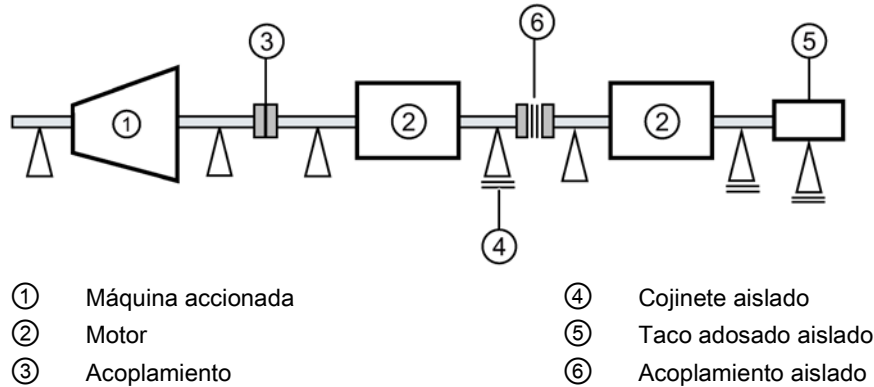 ③
⑥
⑤
①
②
②
④
① Máquina accionada
② Motor
③ Acoplamiento
④ Cojinete aislado
⑤ Taco adosado aislado
⑥ Acoplamiento aislado